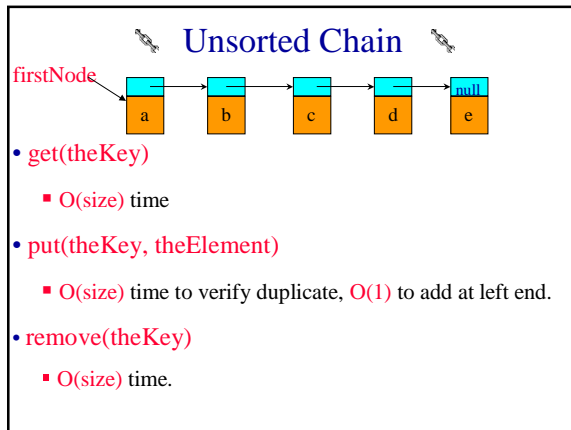 Unsorted Chain
firstNode
null
a b c d e
• get(theKey)
▪ O(size) time
• put(theKey, theElement)
▪ O(size) time to verify duplicate, O(1) to add at left end.
• remove(theKey)
▪ O(size) time.